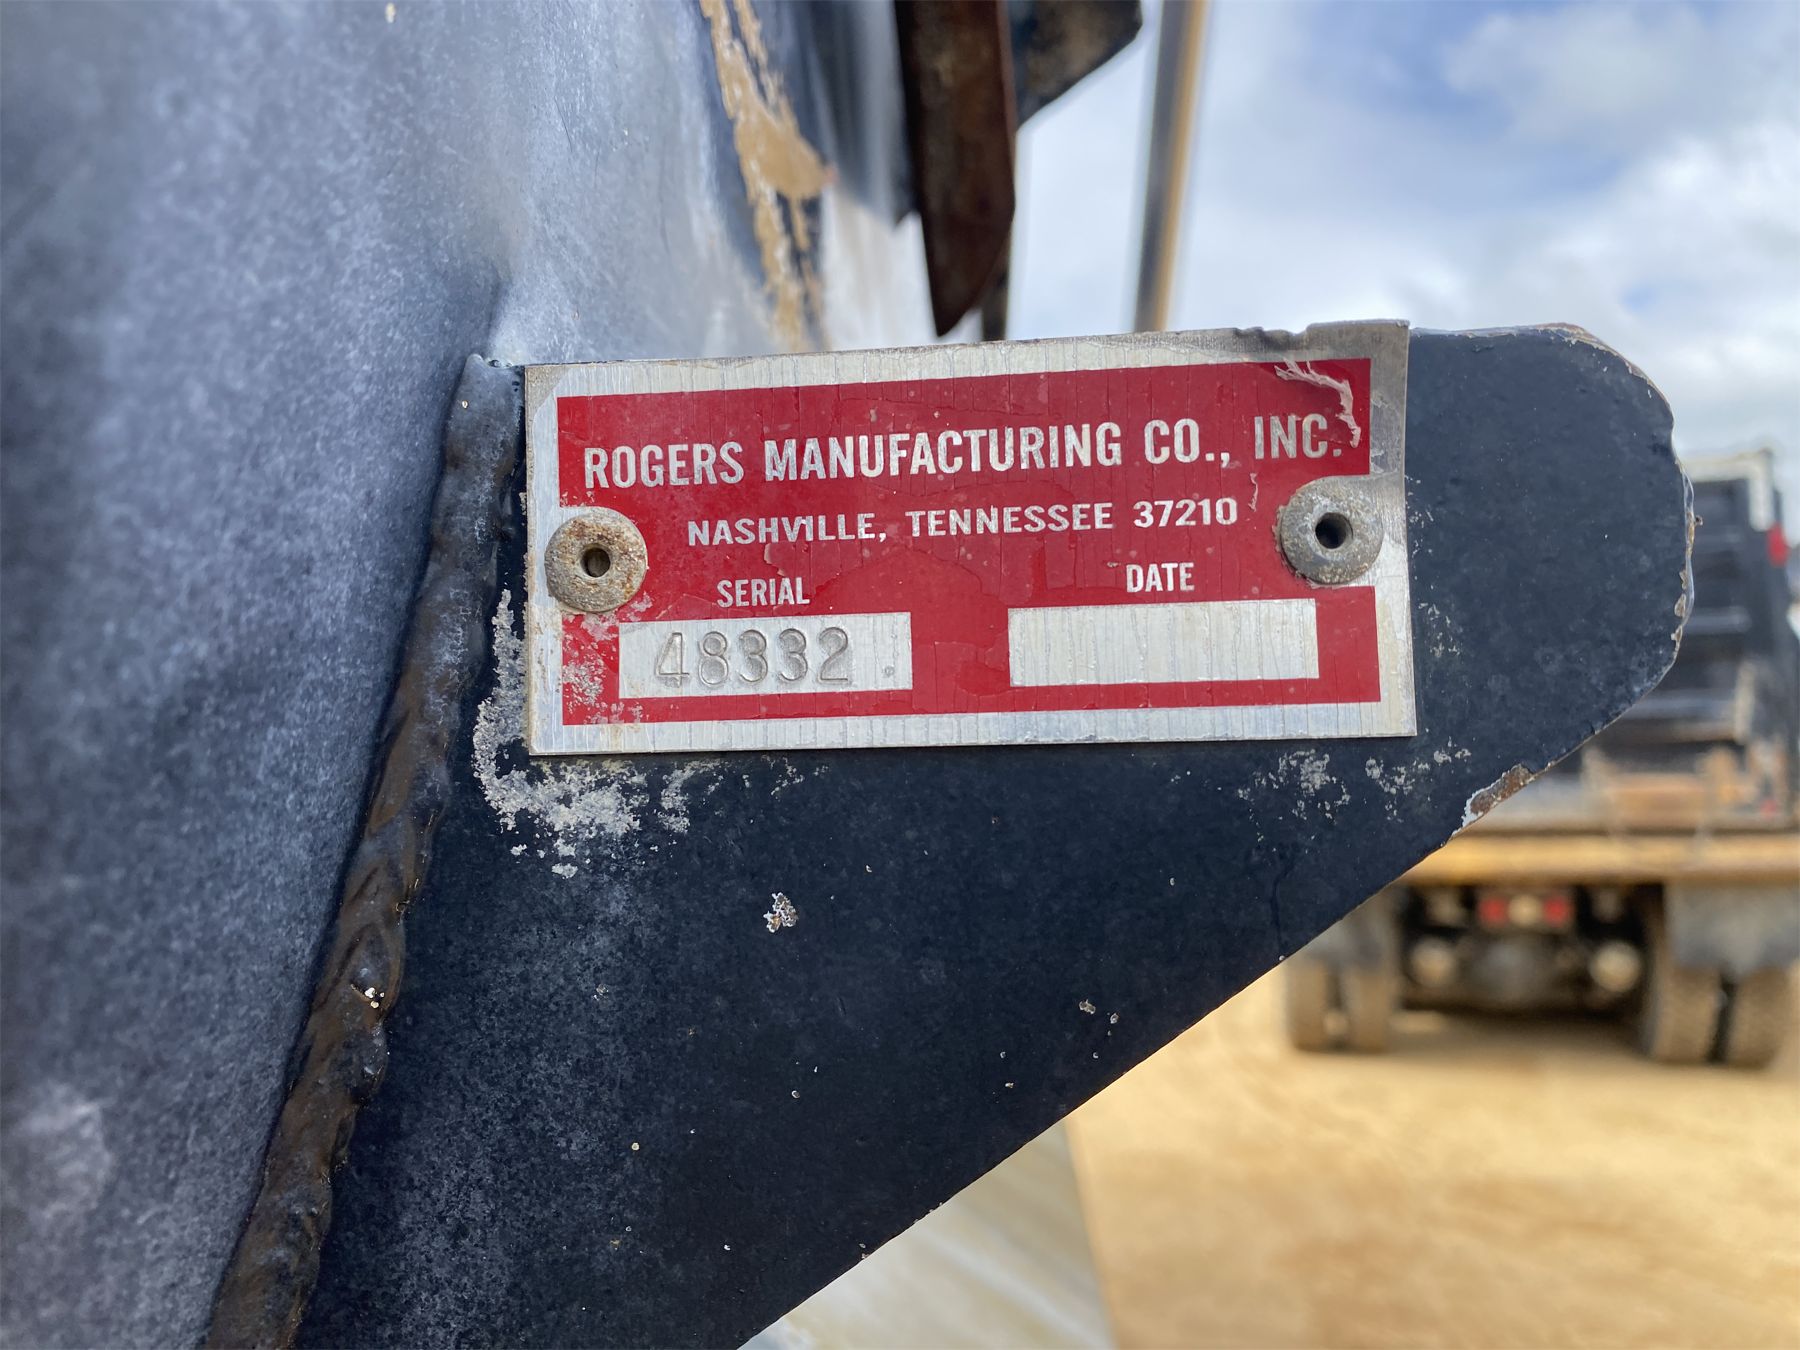 ROGERS MANUFACTURING CO., INC.
NASHVILLE, TENNESSEE 37210
SERIAL DATE
48332